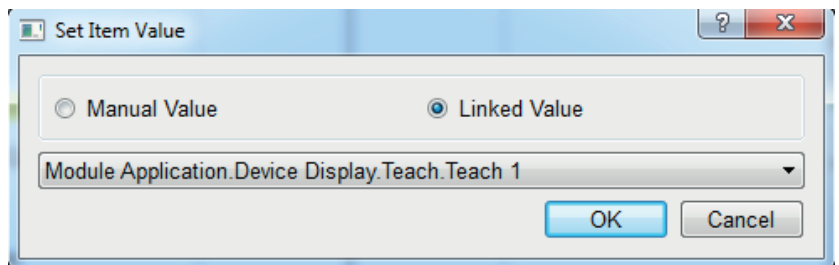 Set Item Value
?
Manual Value
Linked Value
Module Application.Device Display.Teach.Teach 1
OK
Cancel